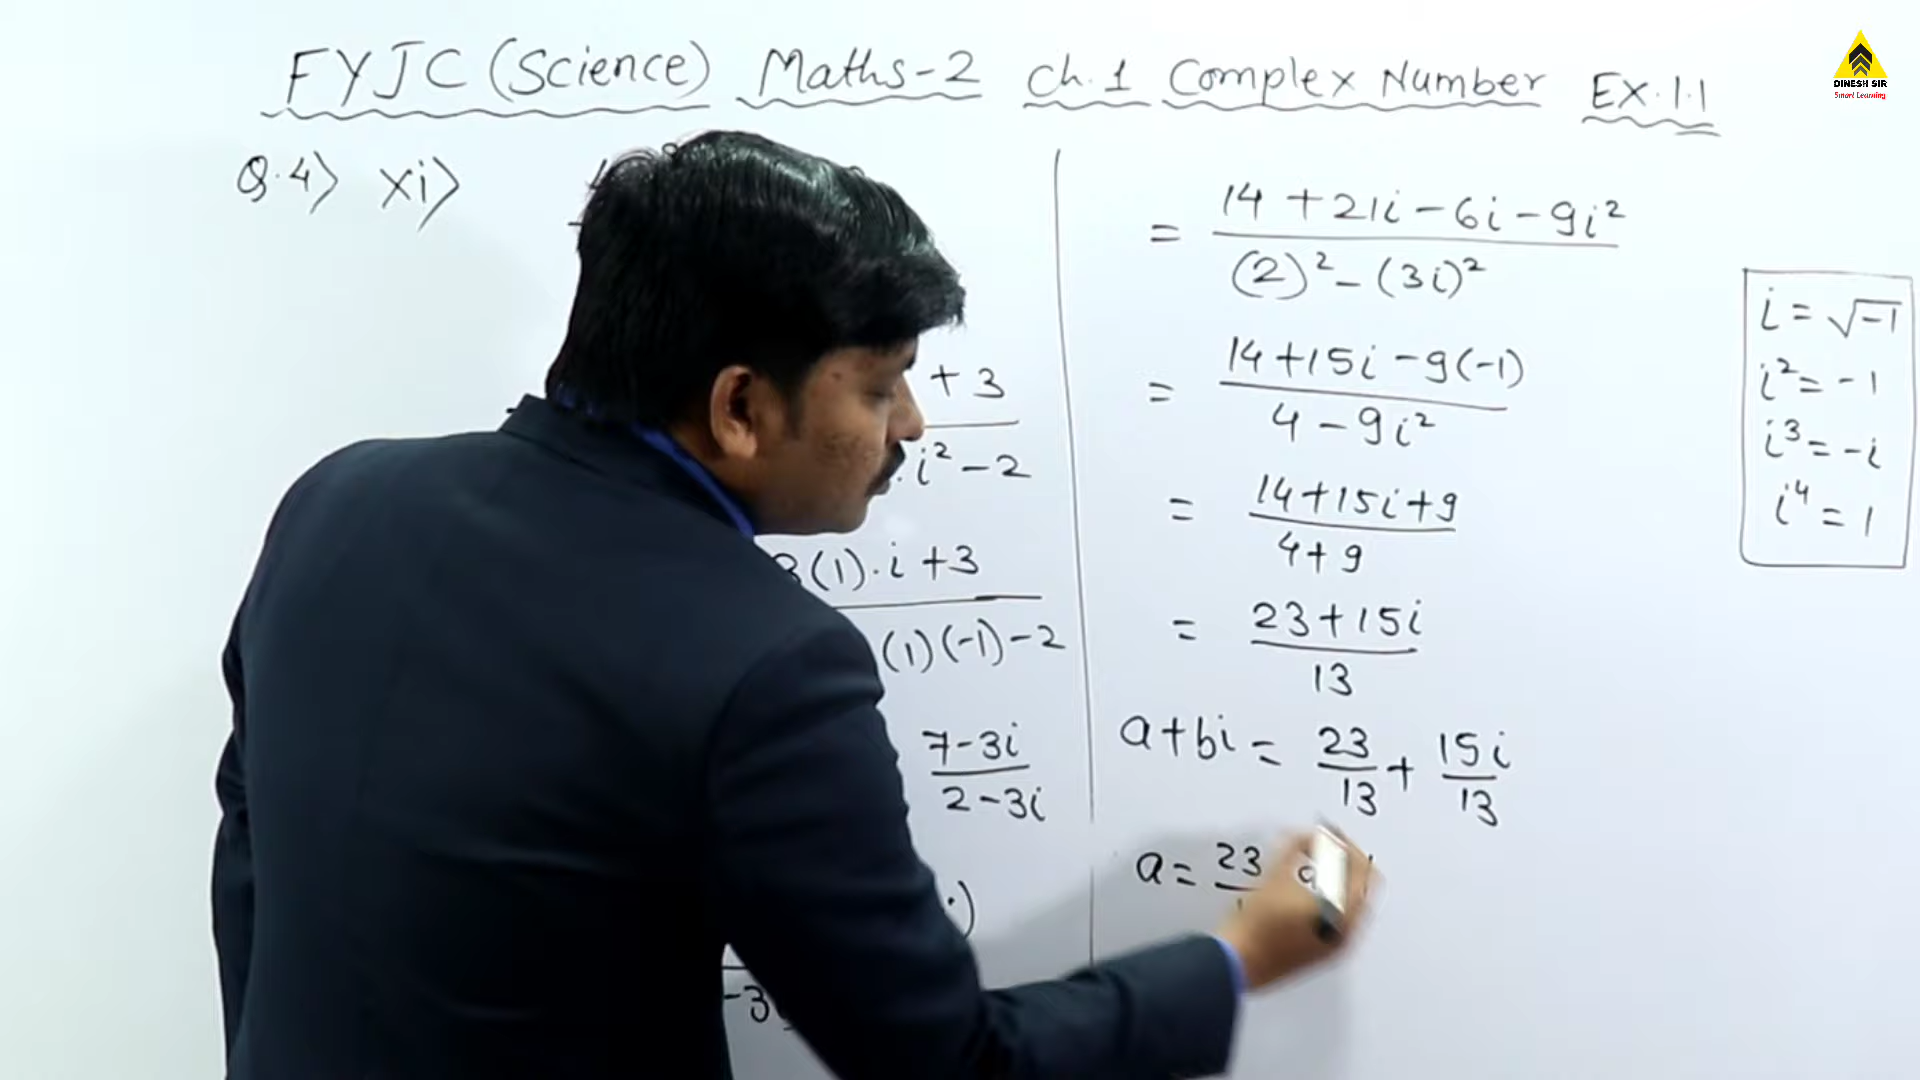 FYJC (Science) Maths-2 Ch.1 Complex Number Ex.1.1
DINESH SIR
Smart Learning
Q.4) xi)
+ 3
i² - 2
3(1)·i + 3
(1)(-1) - 2
7-3i
2-3i
= 14 + 21i - 6i - 9i²
(2)² - (3i)²
= 14 + 15i - 9(-1)
4 - 9i²
= 14 + 15i + 9
4 + 9
= 23 + 15i
13
a + bi = 23/13 + 15i/13
a = 23
i = √-1
i² = -1
i³ = -i
i⁴ = 1